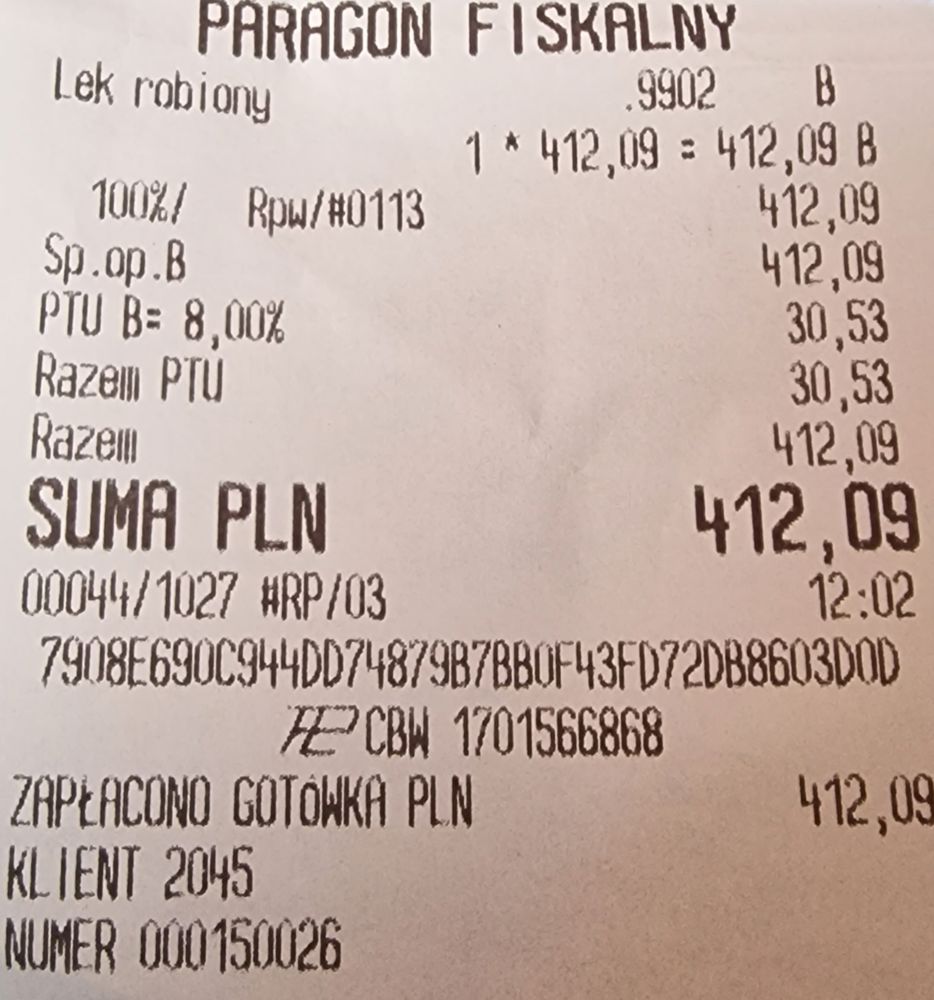 PARAGON FISKALNY
Lek robiony .9902 B
1 * 412,09 = 412,09 B
100%/ Rpw/#0113 412,09
Sp.op.B 412,09
PTU B= 8,00% 30,53
Razem PTU 30,53
Razem 412,09
SUMA PLN 412,09
00044/1027 #RP/03 12:02
7908E690C944DD74879B7BB0F43FD72DB8603D0D
CBW 1701566868
ZAPŁACONO GOTÓWKA PLN 412,09
KLIENT 2045
NUMER 000150026